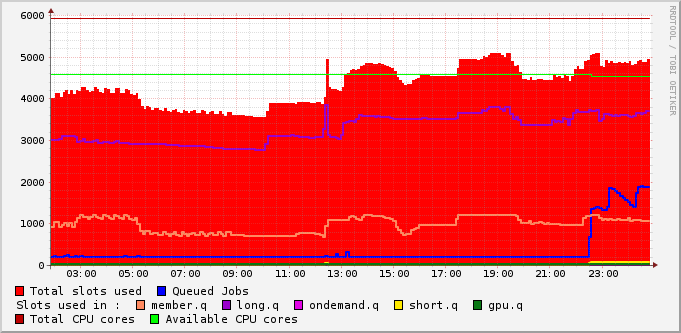 RRDTOOL / TOBI OETIKER
6000
5000
4000
3000
2000
1000
0
03:00 05:00 07:00 09:00 11:00 13:00 15:00 17:00 19:00 21:00 23:00
Total slots used Queued Jobs
Slots used in : member.q long.q ondemand.q short.q gpu.q
Total CPU cores Available CPU cores